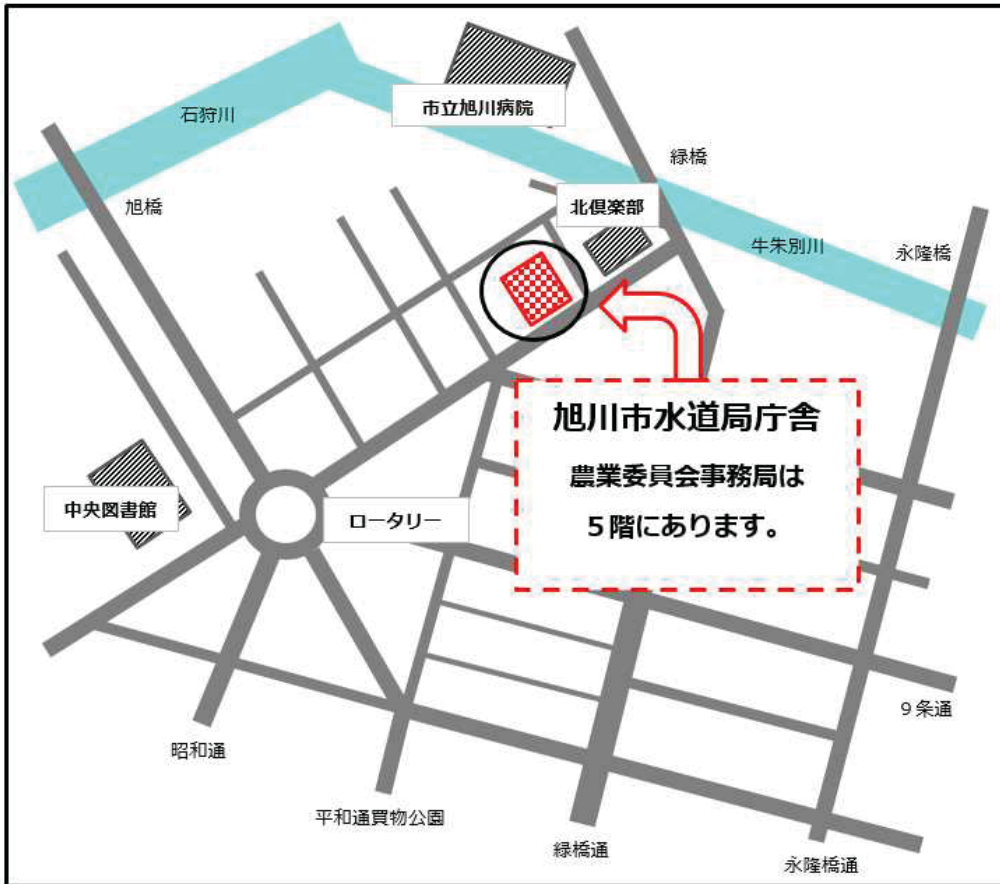 市立旭川病院
石狩川
緑橋
旭橋
北倶楽部
牛朱別川
永隆橋
旭川市水道局庁舎
農業委員会事務局は
５階にあります。
中央図書館
ロータリー
９条通
昭和通
平和通買物公園
緑橋通
永隆橋通